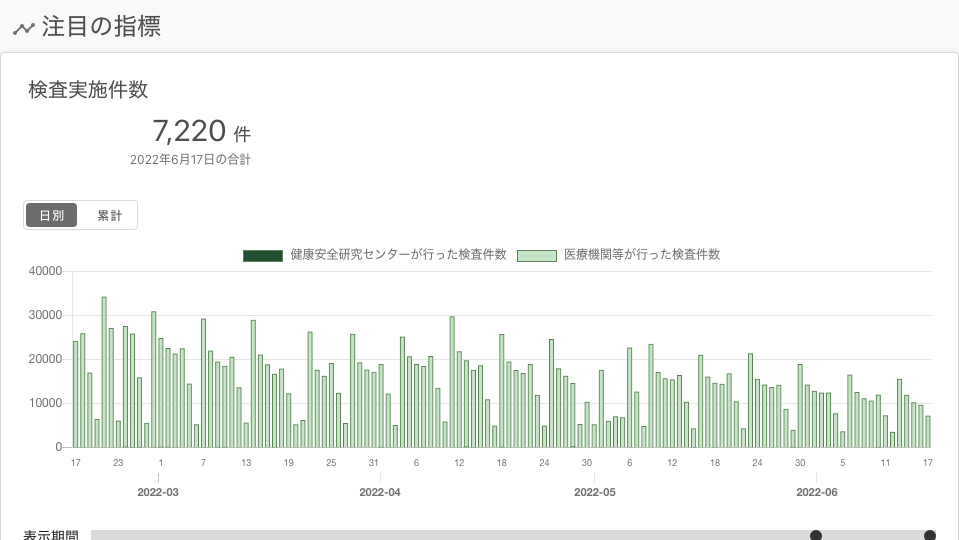 注目の指標
検査実施件数
7,220 件
2022年6月17日の合計
日別 累計
健康安全研究センターが行った検査件数 医療機関等が行った検査件数
40000
30000
20000
10000
0
17 23 1 7 13 19 25 31 6 12 18 24 30 6 12 18 24 30 5 11 17
2022-03 2022-04 2022-05 2022-06
表示期間